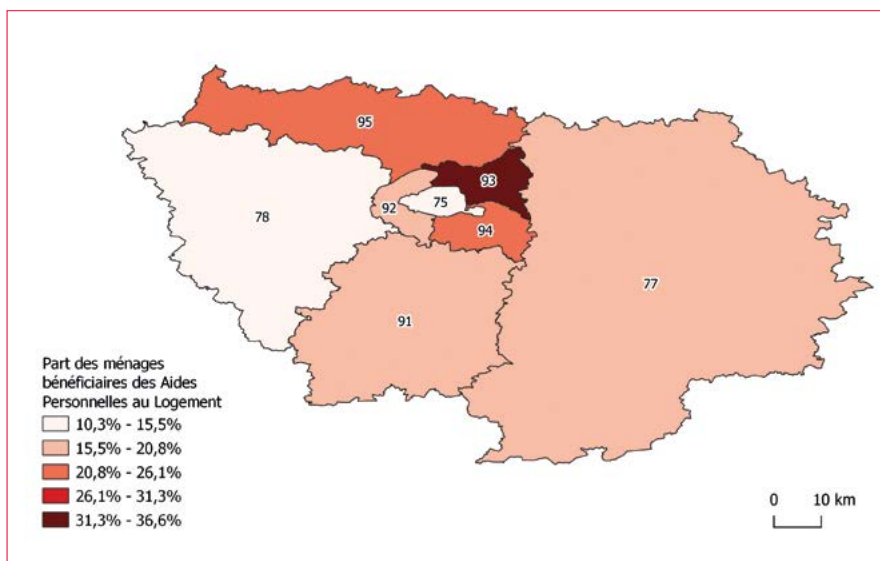 95
93
78
92
75
94
77
91
Part des ménages
bénéficiaires des Aides
Personnelles au Logement
10,3% - 15,5%
15,5% - 20,8%
20,8% - 26,1%
26,1% - 31,3%
31,3% - 36,6%
0 10 km